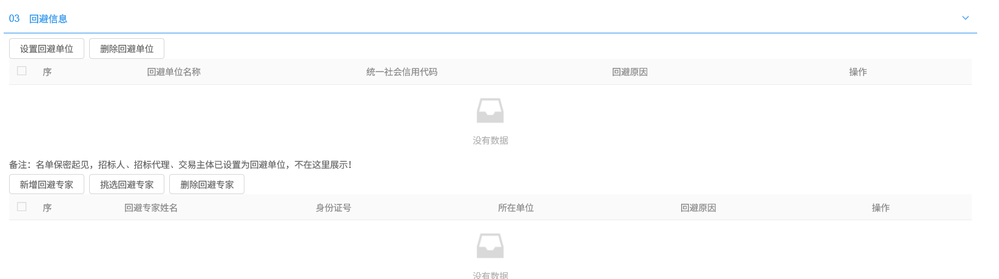 03 回避信息
设置回避单位 删除回避单位
序 回避单位名称 统一社会信用代码 回避原因 操作
没有数据
备注：名单保密起见，招标人、招标代理、交易主体已设置为回避单位，不在这里展示！
新增回避专家 挑选回避专家 删除回避专家
序 回避专家姓名 身份证号 所在单位 回避原因 操作
没有数据